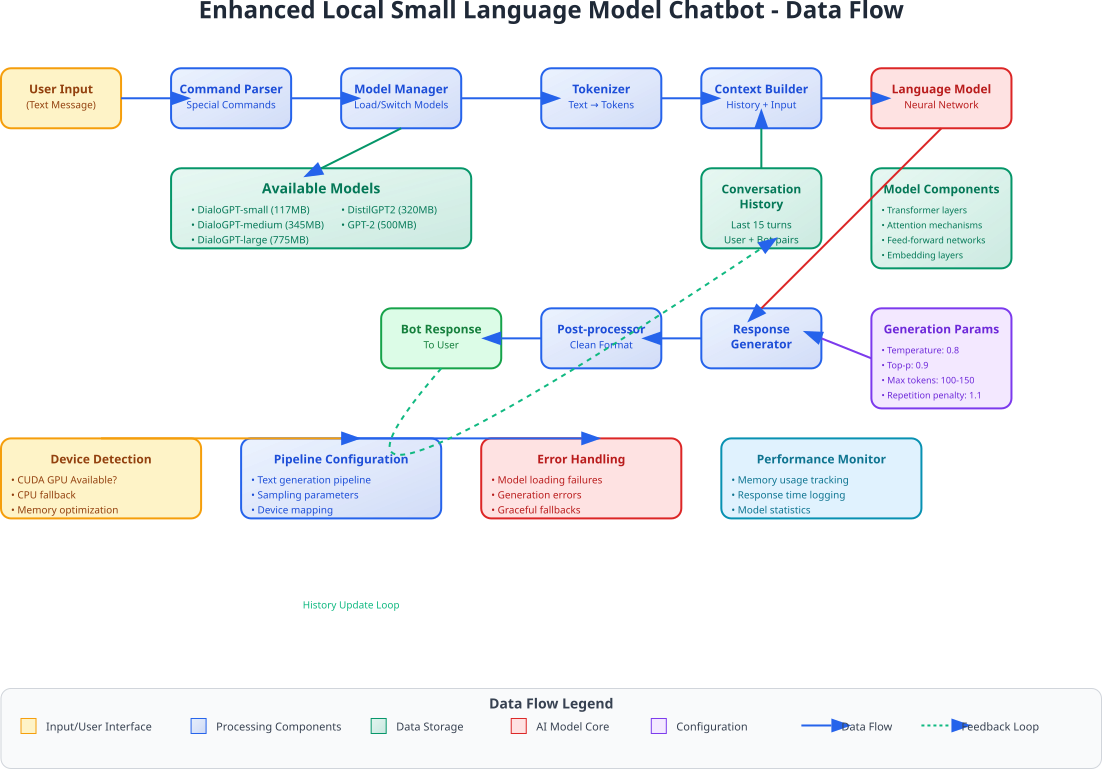 Enhanced Local Small Language Model Chatbot - Data Flow
User Input
(Text Message)
Command Parser
Special Commands
Model Manager
Load/Switch Models
Tokenizer
Text → Tokens
Context Builder
History + Input
Language Model
Neural Network
Available Models
• DialoGPT-small (117MB)
• DialoGPT-medium (345MB)
• DialoGPT-large (775MB)
• DistilGPT2 (320MB)
• GPT-2 (500MB)
Conversation
History
Last 15 turns
User + Bot pairs
Model Components
• Transformer layers
• Attention mechanisms
• Feed-forward networks
• Embedding layers
Bot Response
To User
Post-processor
Clean Format
Response
Generator
Generation Params
• Temperature: 0.8
• Top-p: 0.9
• Max tokens: 100-150
• Repetition penalty: 1.1
Device Detection
• CUDA GPU Available?
• CPU fallback
• Memory optimization
Pipeline Configuration
• Text generation pipeline
• Sampling parameters
• Device mapping
Error Handling
• Model loading failures
• Generation errors
• Graceful fallbacks
Performance Monitor
• Memory usage tracking
• Response time logging
• Model statistics
History Update Loop
Data Flow Legend
Input/User Interface
Processing Components
Data Storage
AI Model Core
Configuration
Data Flow
Feedback Loop